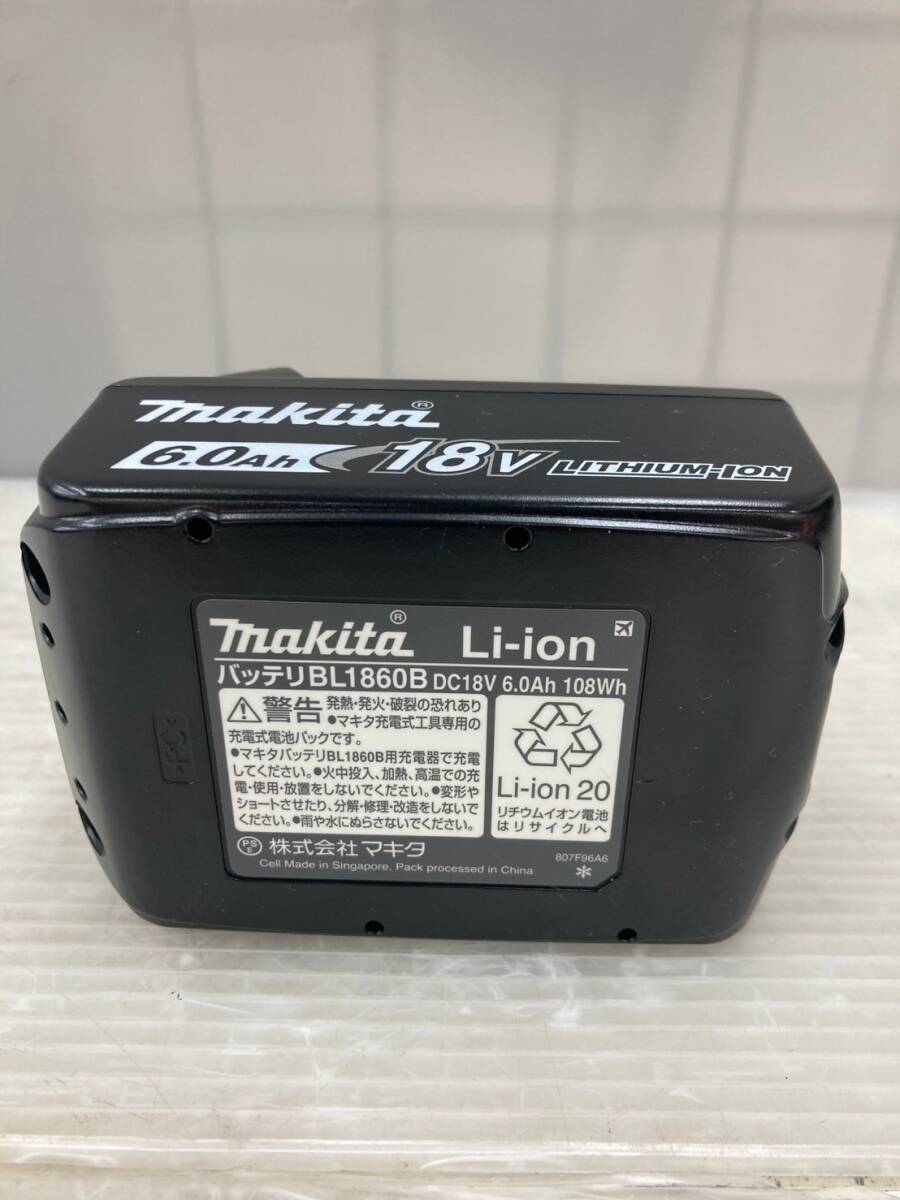 makita®
6.0Ah 18V LITHIUM-ION
makita® Li-ion
バッテリBL1860B DC18V 6.0Ah 108Wh
警告 発熱・発火・破裂の恐れあり
●マキタ充電式工具専用の
充電式電池パックです。
●マキタバッテリBL1860B用充電器で充電
してください。●火中投入、加熱、高温での充
電・使用・放置をしないでください。●変形や
ショートさせたり、分解・修理・改造をしないで
ください。●雨や水にぬらさないでください。
Li-ion 20
リチウムイオン電池
はリサイクルへ
PS
E
株式会社マキタ
Cell Made in Singapore, Pack processed in China
807F96A6
*
>PC<